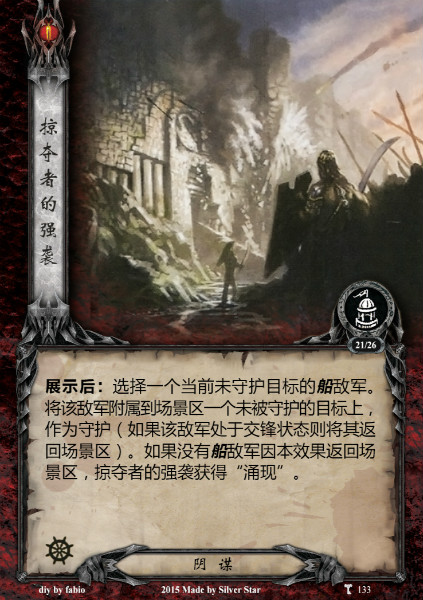 掠夺者的强袭
21/26
展示后：选择一个当前未守护目标的船敌军。
将该敌军附属到场景区一个未被守护的目标上，
作为守护（如果该敌军处于交锋状态则将其返
回场景区）。如果没有船敌军因本效果返回场
景区，掠夺者的强袭获得“涌现”。
阴谋
diy by fabio
2015 Made by Silver Star
133